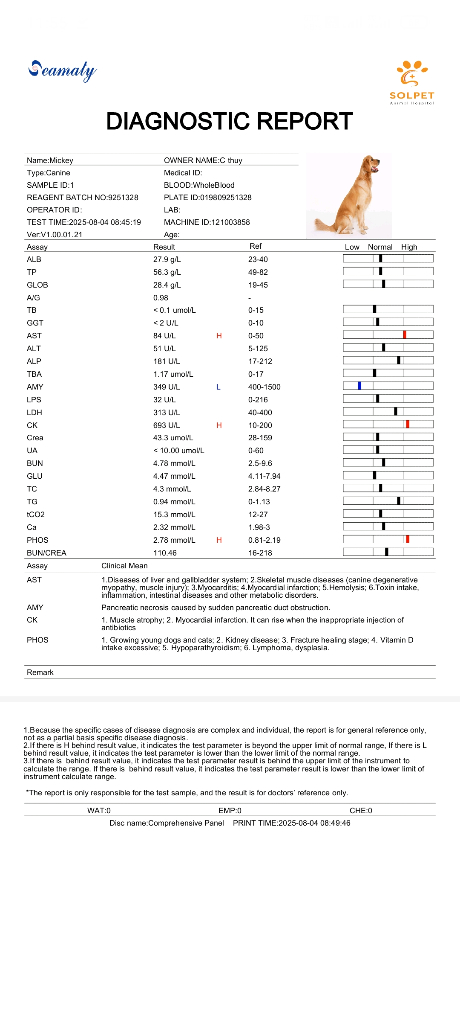 Seamaty
SOLPET
Animal Hospital
DIAGNOSTIC REPORT
Name:Mickey OWNER NAME:C thuy
Type:Canine Medical ID:
SAMPLE ID:1 BLOOD:WholeBlood
REAGENT BATCH NO:9251328 PLATE ID:019809251328
OPERATOR ID: LAB:
TEST TIME:2025-08-04 08:45:19 MACHINE ID:121003858
Ver:V1.00.01.21 Age:
Assay Result Ref Low Normal High
ALB 27.9 g/L 23-40
TP 56.3 g/L 49-82
GLOB 28.4 g/L 19-45
A/G 0.98 -
TB < 0.1 umol/L 0-15
GGT < 2 U/L 0-10
AST 84 U/L H 0-50
ALT 51 U/L 5-125
ALP 181 U/L 17-212
TBA 1.17 umol/L 0-17
AMY 349 U/L L 400-1500
LPS 32 U/L 0-216
LDH 313 U/L 40-400
CK 693 U/L H 10-200
Crea 43.3 umol/L 28-159
UA < 10.00 umol/L 0-60
BUN 4.78 mmol/L 2.5-9.6
GLU 4.47 mmol/L 4.11-7.94
TC 4.3 mmol/L 2.84-8.27
TG 0.94 mmol/L 0-1.13
tCO2 15.3 mmol/L 12-27
Ca 2.32 mmol/L 1.98-3
PHOS 2.78 mmol/L H 0.81-2.19
BUN/CREA 110.46 16-218
Assay Clinical Mean
AST 1.Diseases of liver and gallbladder system; 2.Skeletal muscle diseases (canine degenerative
myopathy, muscle injury); 3.Myocarditis; 4.Myocardial infarction; 5.Hemolysis; 6.Toxin intake,
inflammation, intestinal diseases and other metabolic disorders.
AMY Pancreatic necrosis caused by sudden pancreatic duct obstruction.
CK 1. Muscle atrophy; 2. Myocardial infarction. It can rise when the inappropriate injection of
antibiotics
PHOS 1. Growing young dogs and cats; 2. Kidney disease; 3. Fracture healing stage; 4. Vitamin D
intake excessive; 5. Hypoparathyroidism; 6. Lymphoma, dysplasia.
Remark
1.Because the specific cases of disease diagnosis are complex and individual, the report is for general reference only,
not as a partial basis specific disease diagnosis.
2.If there is H behind result value, it indicates the test parameter is beyond the upper limit of normal range, If there is L
behind result value, it indicates the test parameter is lower than the lower limit of normal range.
3.If there is behind result value, it indicates the test parameter result is behind the upper limit of the instrument to
calculate the range. If there is behind result value, it indicates the test parameter result is lower than the lower limit of
instrument calculate range.
*The report is only responsible for the test sample, and the result is for doctors' reference only.
WAT:0 EMP:0 CHE:0
Disc name:Comprehensive Panel PRINT TIME:2025-08-04 08:49:46